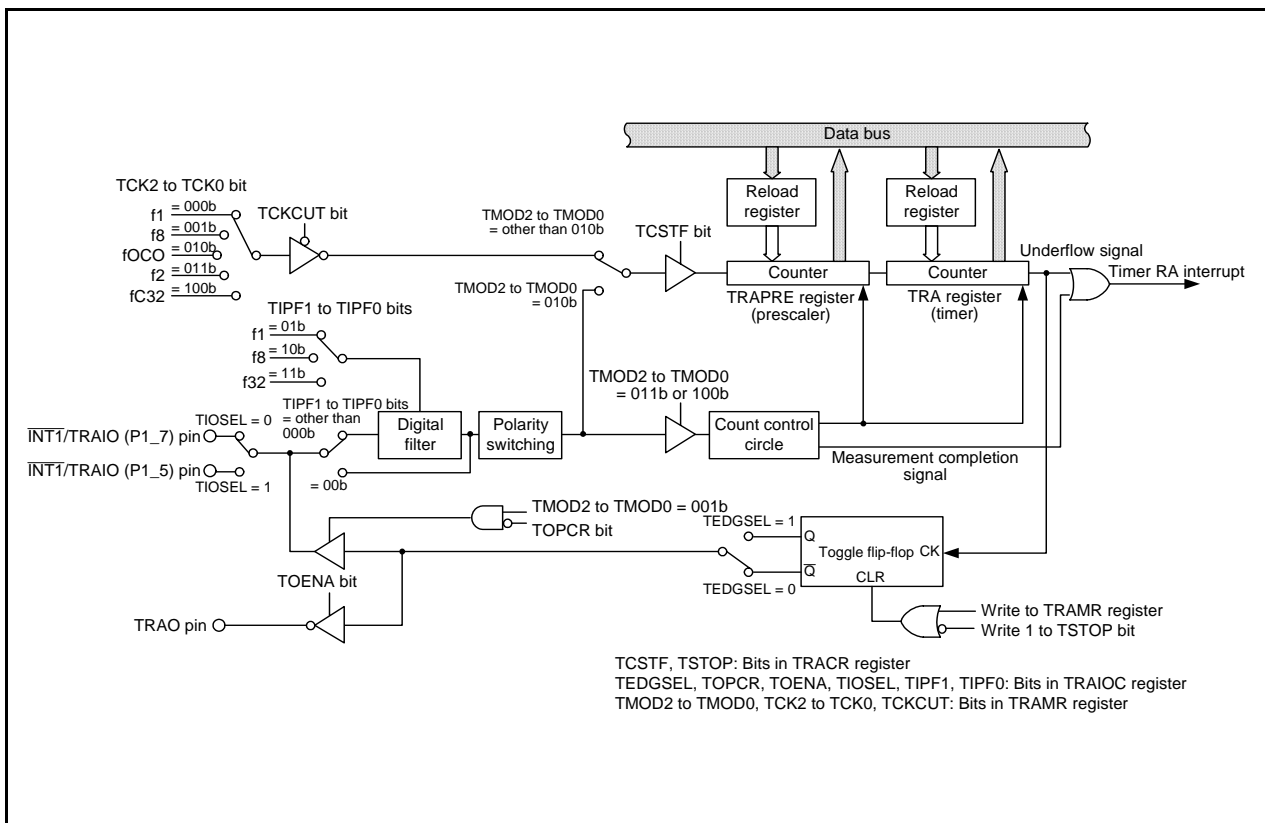 Data bus
TCK2 to TCK0 bit
f1 = 000b
f8 = 001b
fOCO = 010b
f2 = 011b
fC32 = 100b
TCKCUT bit
TMOD2 to TMOD0
= other than 010b
TMOD2 to TMOD0
= 010b
TCSTF bit
Reload
register
Reload
register
Counter
TRAPRE register
(prescaler)
Counter
TRA register
(timer)
Underflow signal
Timer RA interrupt
TIPF1 to TIPF0 bits
f1 = 01b
f8 = 10b
f32 = 11b
TIOSEL = 0
INT1/TRAIO (P1_7) pin
INT1/TRAIO (P1_5) pin
TIOSEL = 1
TIPF1 to TIPF0 bits
= other than
000b
= 00b
Digital
filter
Polarity
switching
TMOD2 to TMOD0
= 011b or 100b
Count control
circle
Measurement completion
signal
TMOD2 to TMOD0 = 001b
TOPCR bit
TOENA bit
TRAO pin
TEDGSEL = 1
TEDGSEL = 0
Q
Toggle flip-flop CK
Q
CLR
Write to TRAMR register
Write 1 to TSTOP bit
TCSTF, TSTOP: Bits in TRACR register
TEDGSEL, TOPCR, TOENA, TIOSEL, TIPF1, TIPF0: Bits in TRAIOC register
TMOD2 to TMOD0, TCK2 to TCK0, TCKCUT: Bits in TRAMR register